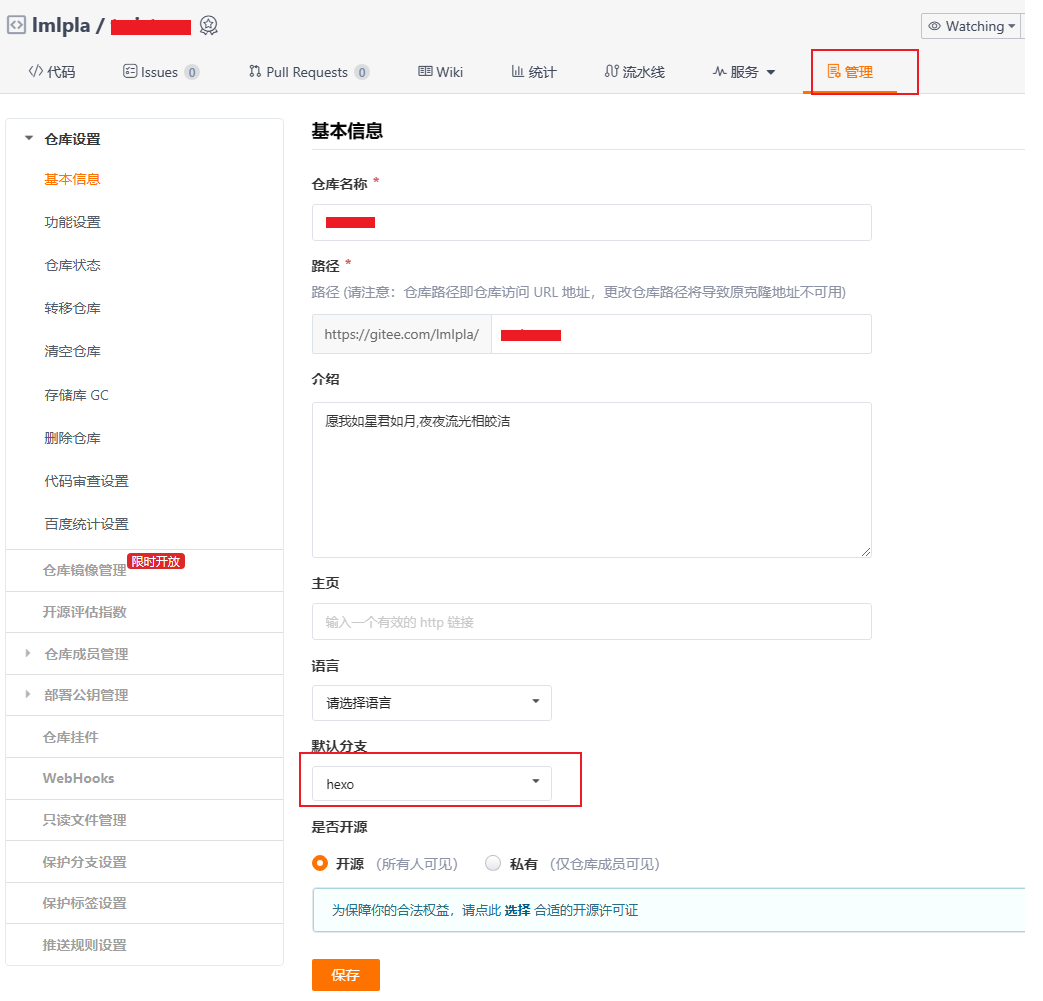 lmlpla /
Watching
代码
Issues 0
Pull Requests 0
Wiki
统计
流水线
服务
管理
仓库设置
基本信息
功能设置
仓库状态
转移仓库
清空仓库
存储库 GC
删除仓库
代码审查设置
百度统计设置
仓库镜像管理 限时开放
开源评估指数
仓库成员管理
部署公钥管理
仓库挂件
WebHooks
只读文件管理
保护分支设置
保护标签设置
推送规则设置
基本信息
仓库名称 *
路径 *
路径 (请注意：仓库路径即仓库访问 URL 地址，更改仓库路径将导致原克隆地址不可用)
https://gitee.com/lmlpla/
介绍
愿我如星君如月,夜夜流光相皎洁
主页
输入一个有效的 http 链接
语言
请选择语言
默认分支
hexo
是否开源
开源 （所有人可见） 私有 （仅仓库成员可见）
为保障你的合法权益，请点此 选择 合适的开源许可证
保存